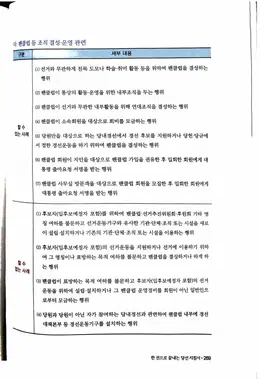 4) 팬클럽 등 조직 결성·운영 관련
구분 세부 내용
(1) 선거와 무관하게 친목 도모나 학술·취미 활동 등을 위하여 팬클럽을 결성하는
행위
(2) 팬클럽이 통상의 활동·운영을 위한 내부조직을 두는 행위
(3) 팬클럽이 선거와 무관한 내부활동을 위해 연대조직을 결성하는 행위
(4) 팬클럽이 소속회원을 대상으로 회비를 모금하는 행위
할 수
있는 사례
(5) 당원만을 대상으로 하는 당내경선에서 경선 후보를 지원하거나 당헌·당규에
서 정한 경선운동을 하기 위하여 팬클럽을 결성하는 행위
(6) 팬클럽 회원이 지인을 대상으로 팬클럽 가입을 권유한 후 입회한 회원에게 대
통령 출마요청 서명을 받는 행위
(7) 팬클럽 사무실 방문객을 대상으로 팬클럽 회원을 모집한 후 입회한 회원에게
대통령 출마요청 서명을 받는 행위
(1) 후보자(입후보예정자 포함)를 위하여 팬클럽·선거추진위원회·후원회 기타 명
칭 여하를 불문하고 선거운동기구와 유사한 기관·단체·조직 또는 시설을 새로
이 설립·설치하거나 기존의 기관·단체·조직 또는 시설을 이용하는 행위
(2) 후보자(입후보예정자 포함)의 선거운동을 지원하거나 선거에 이용하기 위하
여 그 명칭이나 표방하는 목적 여하를 불문하고 팬클럽을 결성하거나 하게 하
는 행위
할 수
없는 사례
(3) 팬클럽이 표방하는 목적 여하를 불문하고 후보자(입후보예정자 포함)의 선거
운동을 위하여 설립·설치하거나 그 팬클럽 운영경비를 회원이 아닌 일반인으
로부터 모금하는 행위
(4) 당원과 당원이 아닌 자가 참여하는 당내경선과 관련하여 팬클럽 내부에 경선
대책본부 등 경선운동기구를 설치하는 행위
한 권으로 끝내는 당선 비법서 · 269